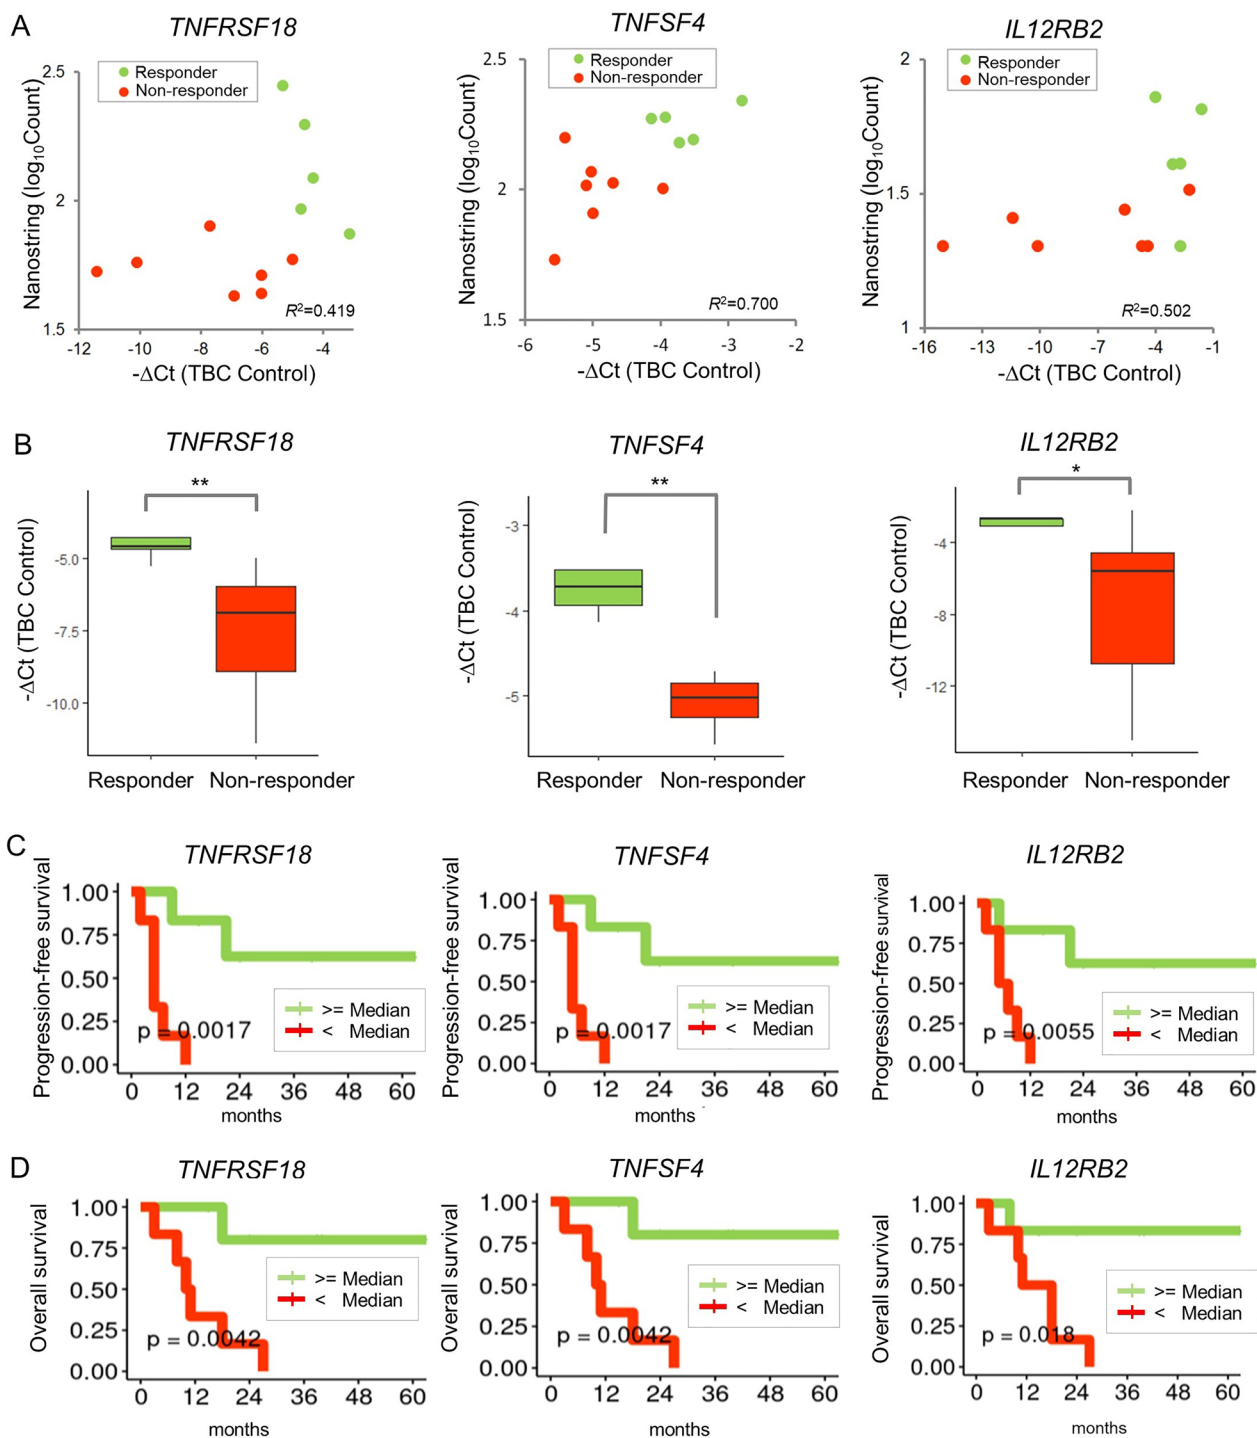 A
TNFRSF18
TNFSF4
IL12RB2
Responder
Non-responder
Responder
Non-responder
Responder
Non-responder
Nanostring (log10Count)
2.5
2
1.5
R²=0.419
-12 -10 -8 -6 -4
-ΔCt (TBC Control)
Nanostring (log10Count)
2.5
2
1.5
R²=0.700
-6 -5 -4 -3 -2
-ΔCt (TBC Control)
Nanostring (log10Count)
2
1.5
1
R²=0.502
-16 -13 -10 -7 -4 -1
-ΔCt (TBC Control)
B
TNFRSF18
TNFSF4
IL12RB2
**
-ΔCt (TBC Control)
-5.0
-7.5
-10.0
Responder Non-responder
**
-ΔCt (TBC Control)
-3
-4
-5
Responder Non-responder
*
-ΔCt (TBC Control)
-4
-8
-12
Responder Non-responder
C
TNFRSF18
TNFSF4
IL12RB2
Progression-free survival
1.00
0.75
0.50
0.25
0.00
>= Median
< Median
p = 0.0017
0 12 24 36 48 60
months
Progression-free survival
1.00
0.75
0.50
0.25
0.00
>= Median
< Median
p = 0.0017
0 12 24 36 48 60
months
Progression-free survival
1.00
0.75
0.50
0.25
0.00
>= Median
< Median
p = 0.0055
0 12 24 36 48 60
months
D
TNFRSF18
TNFSF4
IL12RB2
Overall survival
1.00
0.75
0.50
0.25
0.00
>= Median
< Median
p = 0.0042
0 12 24 36 48 60
months
Overall survival
1.00
0.75
0.50
0.25
0.00
>= Median
< Median
p = 0.0042
0 12 24 36 48 60
months
Overall survival
1.00
0.75
0.50
0.25
0.00
>= Median
< Median
p = 0.018
0 12 24 36 48 60
months